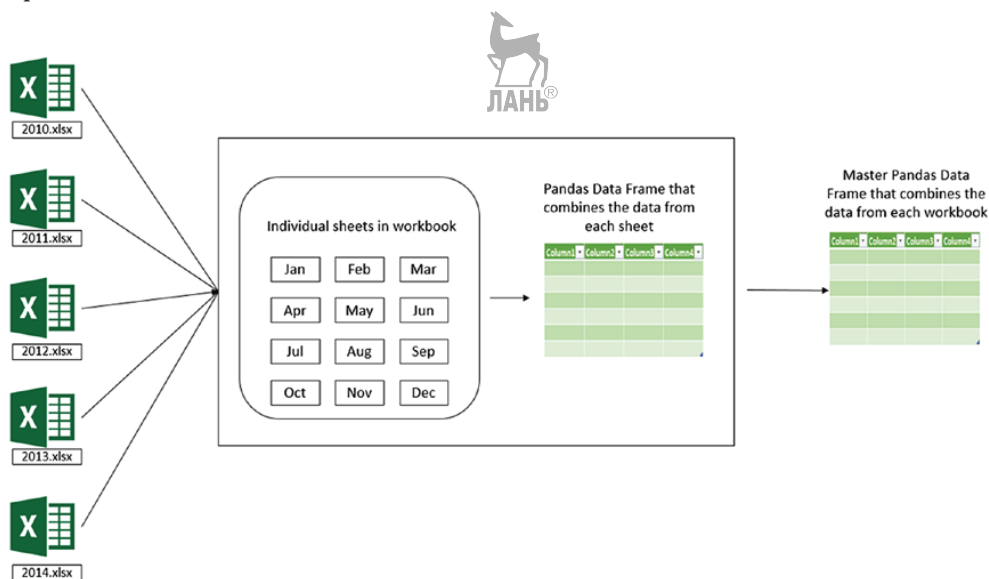 ЛАНЬ®
2010.xlsx
2011.xlsx
2012.xlsx
2013.xlsx
2014.xlsx
Individual sheets in workbook
Jan Feb Mar
Apr May Jun
Jul Aug Sep
Oct Nov Dec
Pandas Data Frame that
combines the data from
each sheet
Column1 Column2 Column3 Column4
Master Pandas Data
Frame that combines the
data from each workbook
Column1 Column2 Column3 Column4